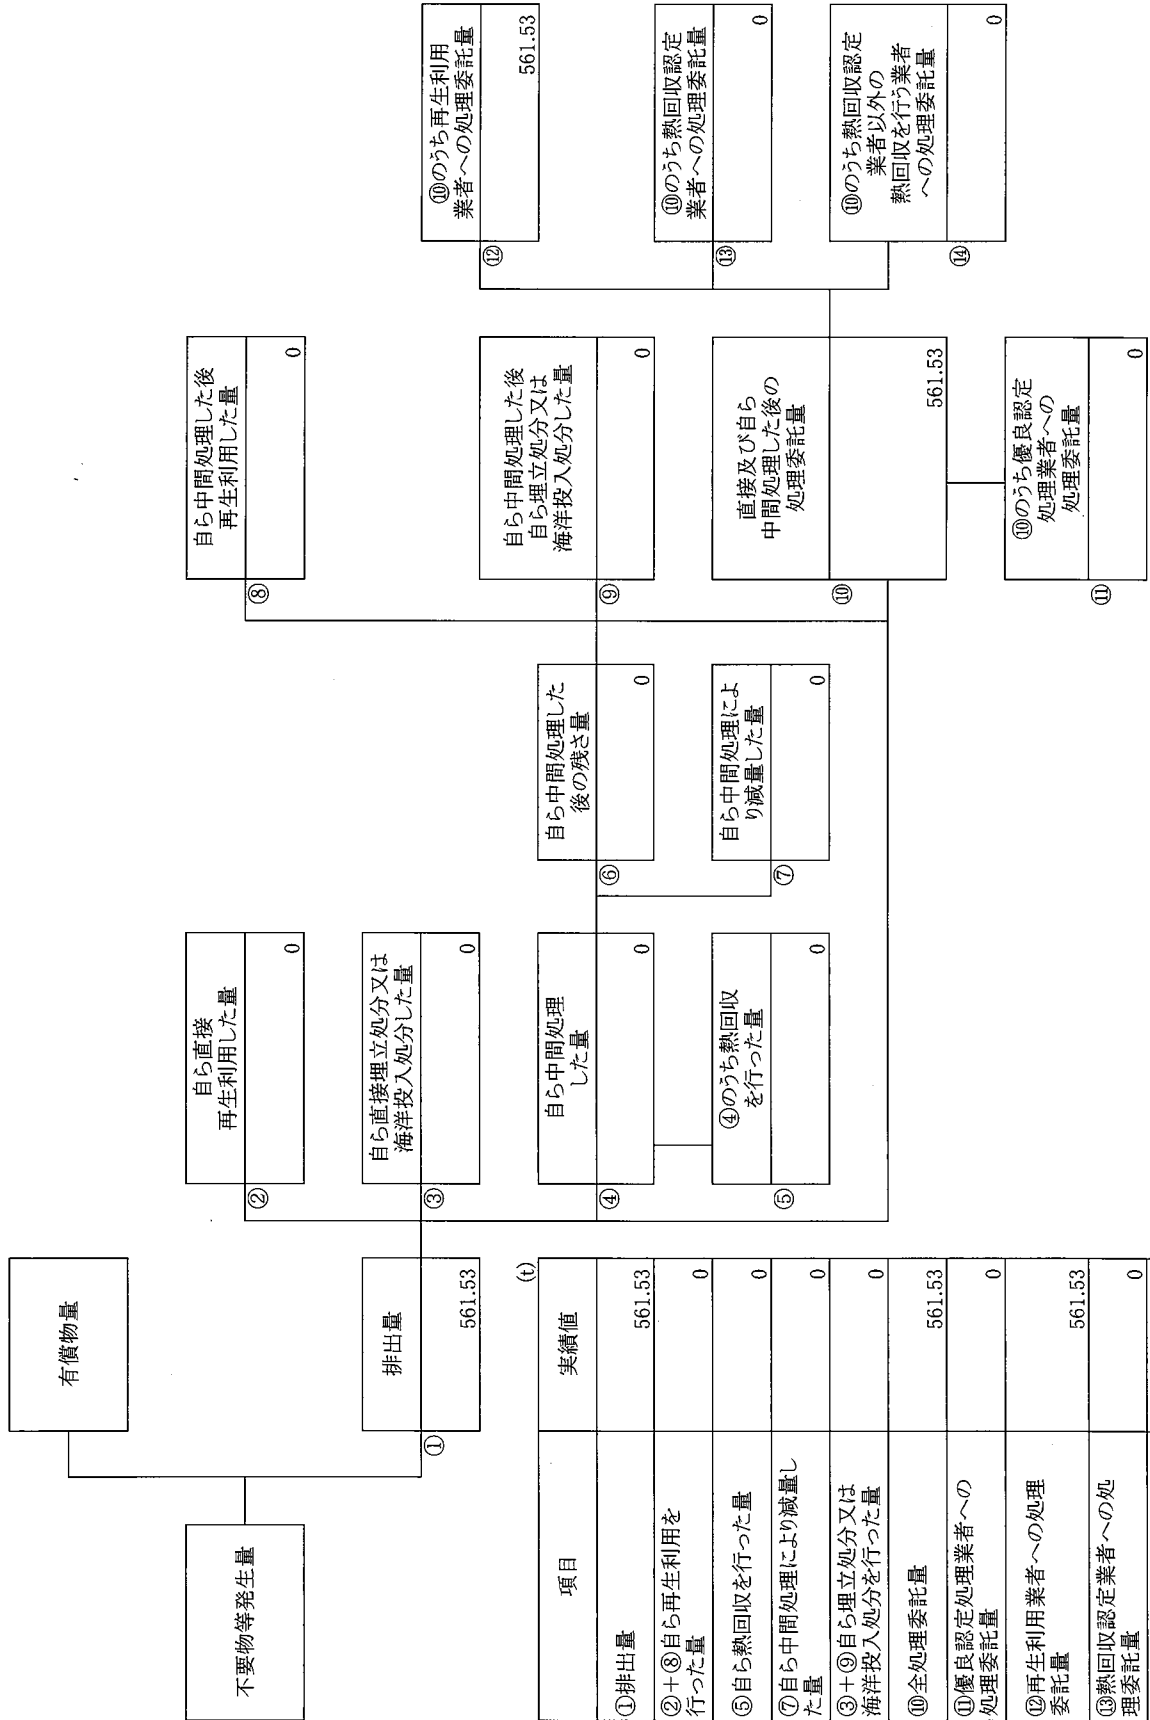 有償物量
不要物等発生量
排出量
①
561.53
自ら直接
再生利用した量
②
0
自ら直接埋立処分又は
海洋投入処分した量
③
0
自ら中間処理
した量
④
0
④のうち熱回収
を行った量
⑤
0
自ら中間処理した
後の残さ量
⑥
0
自ら中間処理によ
り減量した量
⑦
0
自ら中間処理した後
再生利用した量
⑧
0
自ら中間処理した後
自ら埋立処分又は
海洋投入処分した量
⑨
0
直接及び自ら
中間処理した後の
処理委託量
⑩
561.53
⑩のうち優良認定
処理業者への
処理委託量
⑪
0
⑩のうち再生利用
業者への処理委託量
⑫
561.53
⑩のうち熱回収認定
業者への処理委託量
⑬
0
⑩のうち熱回収認定
業者以外の
熱回収を行う業者
への処理委託量
⑭
0
(t)
項目 実績値
①排出量 561.53
②+⑧自ら再生利用を
行った量 0
⑤自ら熱回収を行った量 0
⑦自ら中間処理により減量し
た量 0
③+⑨自ら埋立処分又は
海洋投入処分を行った量 0
⑩全処理委託量 561.53
⑪優良認定処理業者への
処理委託量 0
⑫再生利用業者への処理
委託量 561.53
⑬熱回収認定業者への処
理委託量 0